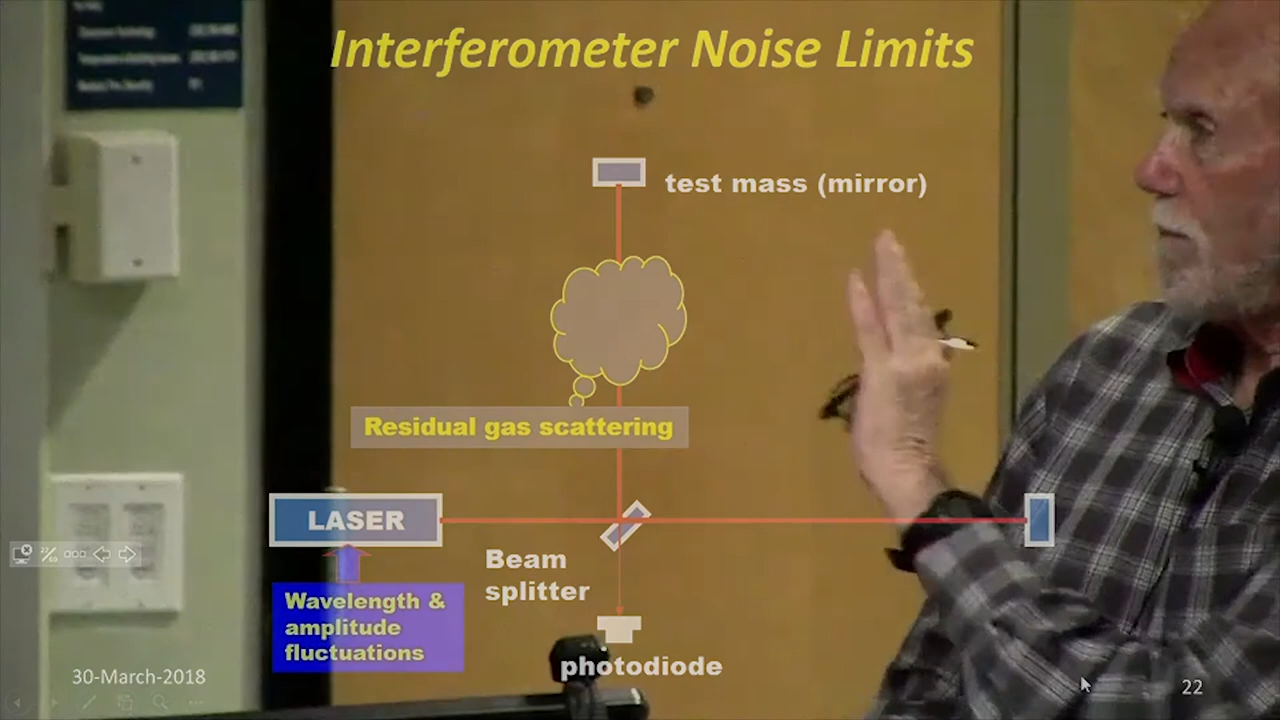 Interferometer Noise Limits
test mass (mirror)
Residual gas scattering
LASER
Beam
splitter
Wavelength &
amplitude
fluctuations
photodiode
30-March-2018
22